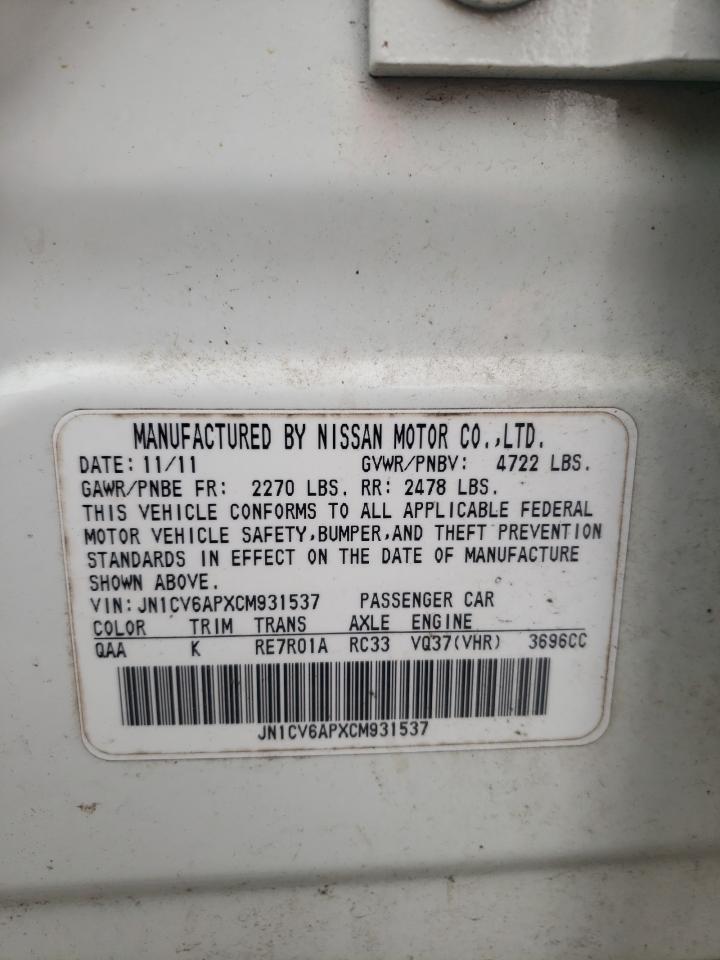 MANUFACTURED BY NISSAN MOTOR CO.,LTD.
DATE: 11/11 GVWR/PNBV: 4722 LBS.
GAWR/PNBE FR: 2270 LBS. RR: 2478 LBS.
THIS VEHICLE CONFORMS TO ALL APPLICABLE FEDERAL
MOTOR VEHICLE SAFETY,BUMPER,AND THEFT PREVENTION
STANDARDS IN EFFECT ON THE DATE OF MANUFACTURE
SHOWN ABOVE.
VIN: JN1CV6APXCM931537 PASSENGER CAR
COLOR TRIM TRANS AXLE ENGINE
QAA K RE7R01A RC33 VQ37(VHR) 3696CC
JN1CV6APXCM931537